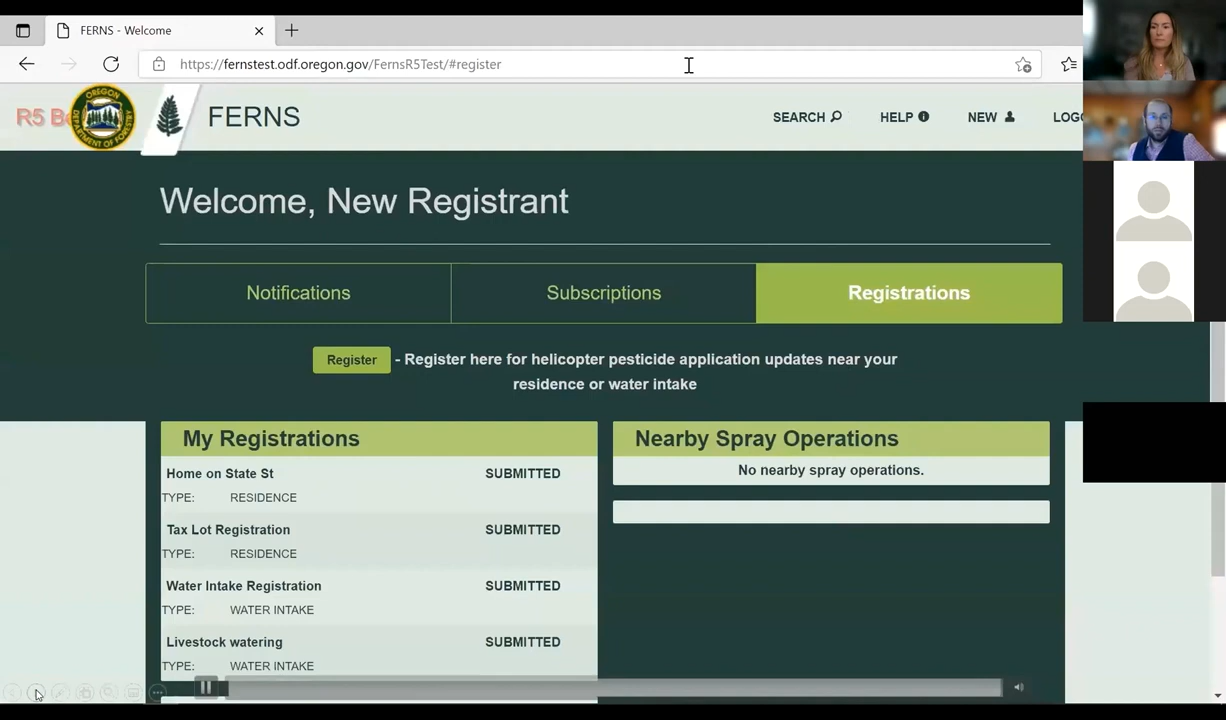 FERNS - Welcome
https://fernstest.odf.oregon.gov/FernsR5Test/#register
R5 Be
FERNS
SEARCH
HELP
NEW
LOGO
Welcome, New Registrant
Notifications
Subscriptions
Registrations
Register - Register here for helicopter pesticide application updates near your
residence or water intake
My Registrations
Home on State St SUBMITTED
TYPE: RESIDENCE
Tax Lot Registration SUBMITTED
TYPE: RESIDENCE
Water Intake Registration SUBMITTED
TYPE: WATER INTAKE
Livestock watering SUBMITTED
TYPE: WATER INTAKE
Nearby Spray Operations
No nearby spray operations.